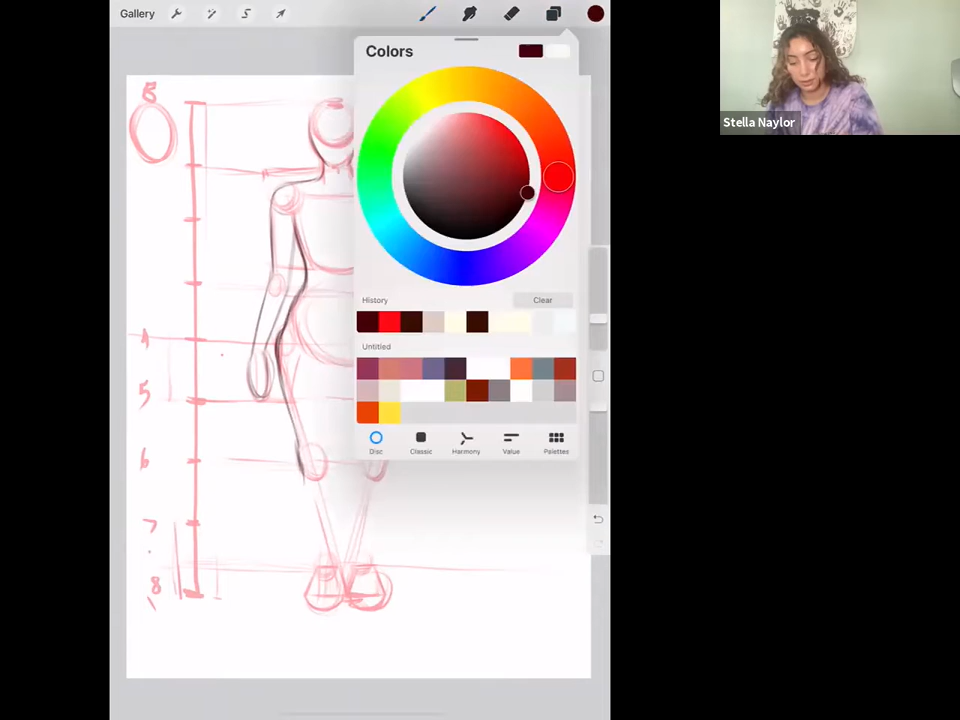 Gallery
Colors
8
History
Clear
Untitled
4
5
6
7
8
Disc
Classic
Harmony
Value
Palettes
Stella Naylor